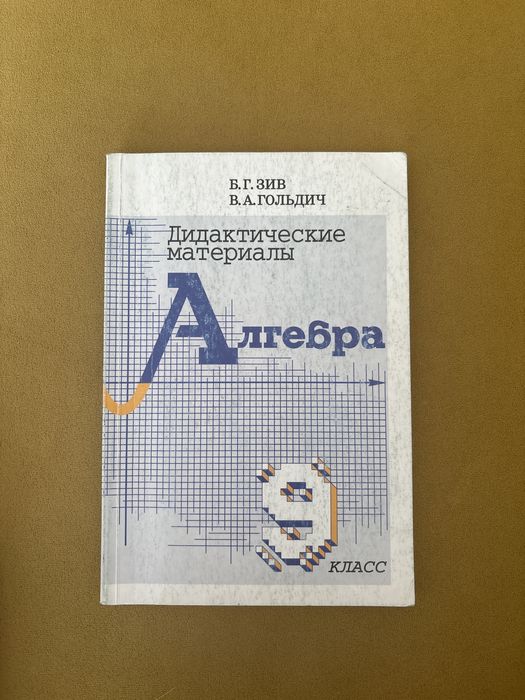 Б.Г.ЗИВ
В.А.ГОЛЬДИЧ
Дидактические
материалы
Алгебра
9
КЛАСС